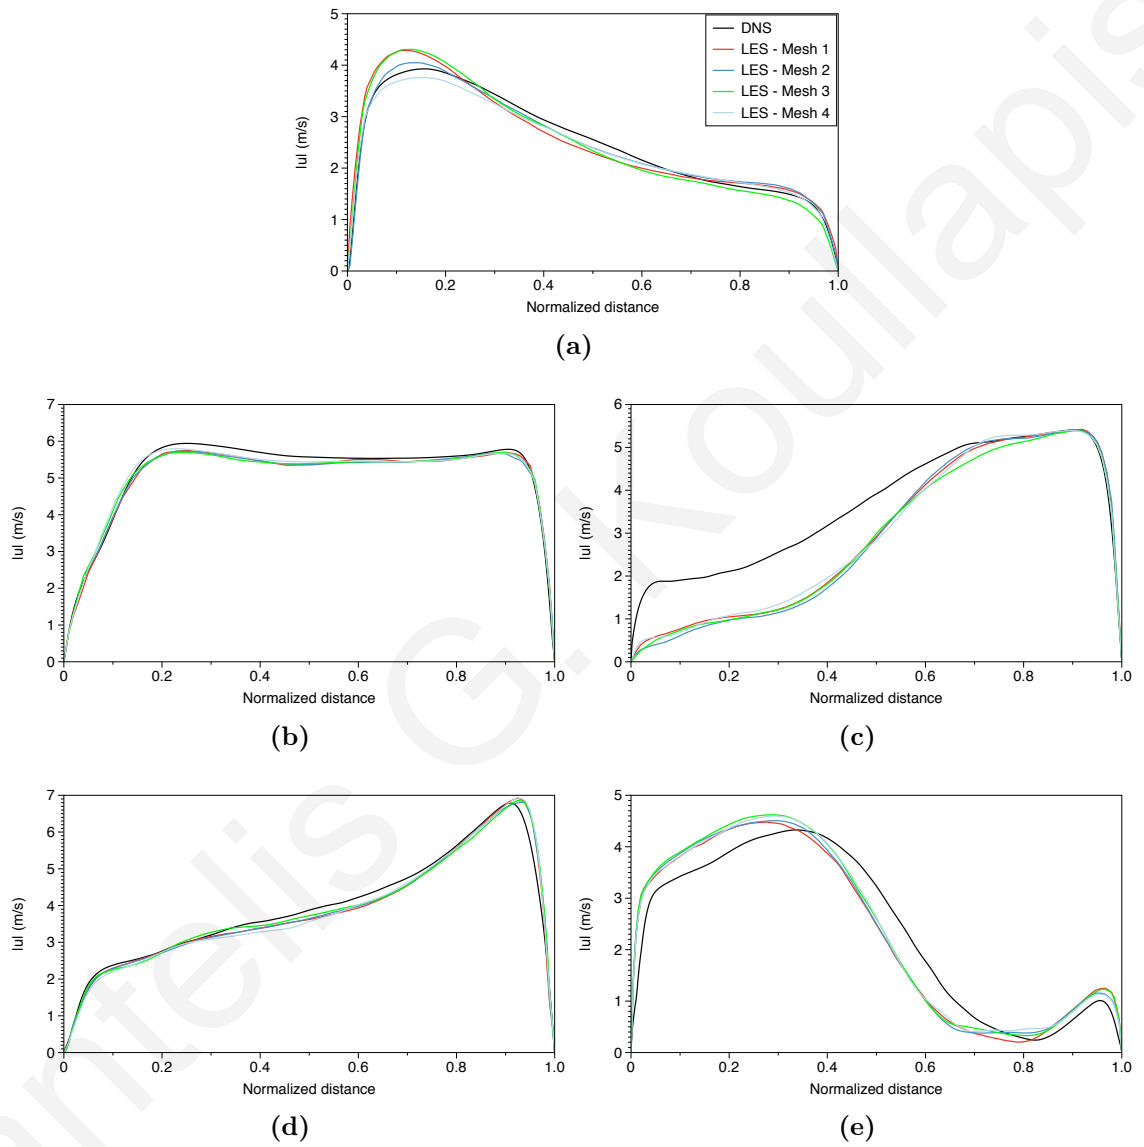 5
4
3
2
1
0
|u| (m/s)
DNS
LES - Mesh 1
LES - Mesh 2
LES - Mesh 3
LES - Mesh 4
0 0.2 0.4 0.6 0.8 1.0
Normalized distance
(a)
7
6
5
4
3
2
1
0
|u| (m/s)
0 0.2 0.4 0.6 0.8 1.0
Normalized distance
(b)
6
5
4
3
2
1
0
|u| (m/s)
0 0.2 0.4 0.6 0.8 1.0
Normalized distance
(c)
7
6
5
4
3
2
1
0
|u| (m/s)
0 0.2 0.4 0.6 0.8 1.0
Normalized distance
(d)
5
4
3
2
1
0
|u| (m/s)
0 0.2 0.4 0.6 0.8 1.0
Normalized distance
(e)
ntelis G. Koullapis